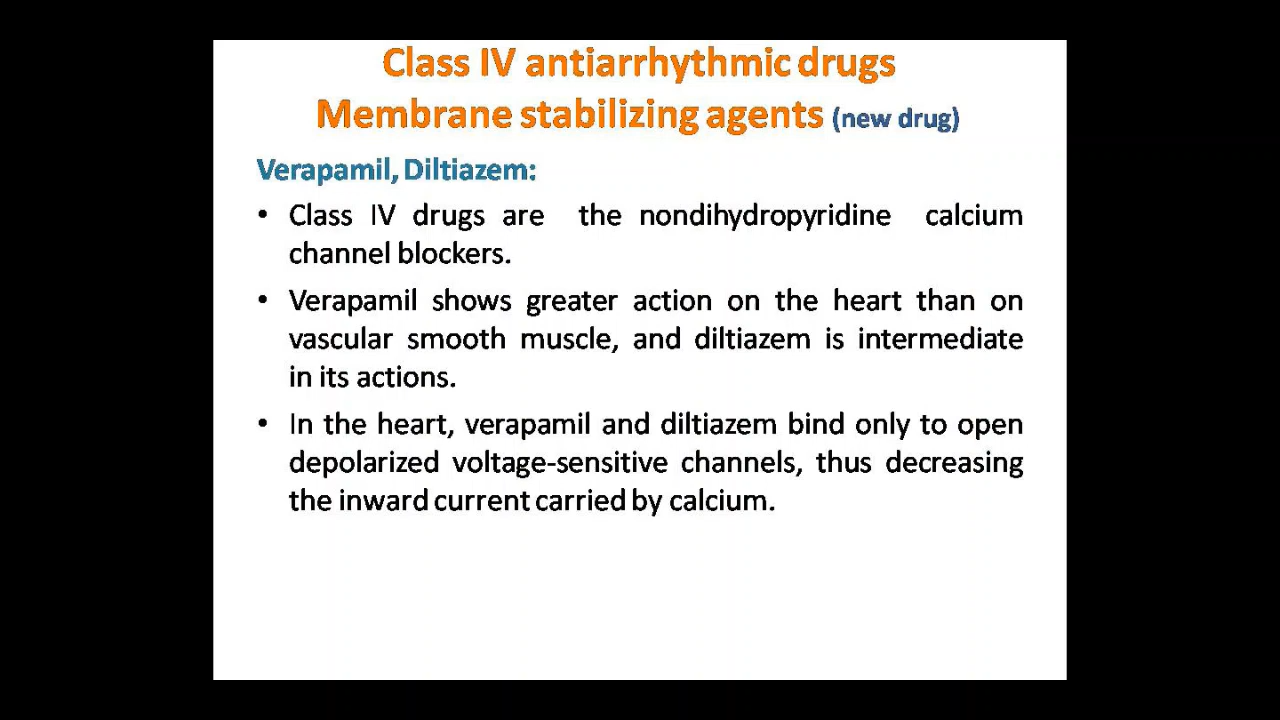 Class IV antiarrhythmic drugs
Membrane stabilizing agents (new drug)
Verapamil, Diltiazem:
• Class IV drugs are the nondihydropyridine calcium
channel blockers.
• Verapamil shows greater action on the heart than on
vascular smooth muscle, and diltiazem is intermediate
in its actions.
• In the heart, verapamil and diltiazem bind only to open
depolarized voltage-sensitive channels, thus decreasing
the inward current carried by calcium.